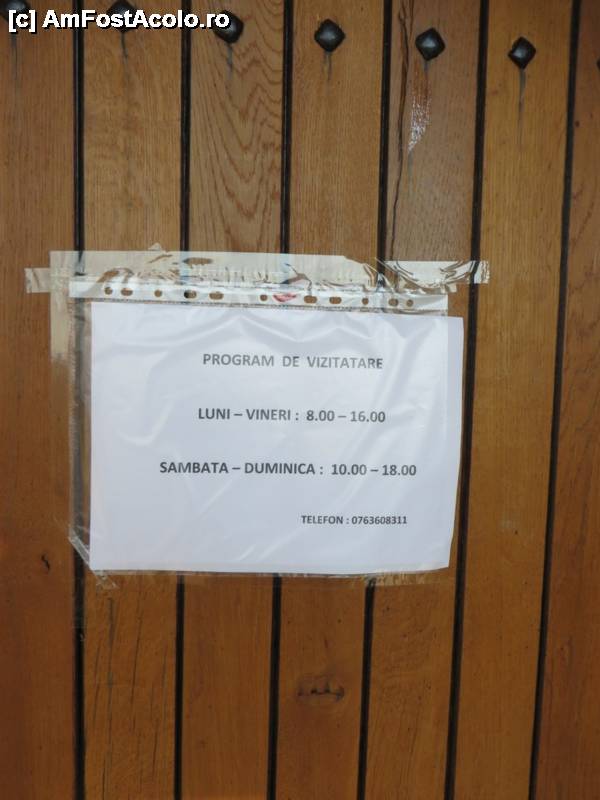 [c] AmFostAcolo.ro
PROGRAM DE VIZITATARE
LUNI – VINERI : 8.00 – 16.00
SAMBATA – DUMINICA : 10.00 – 18.00
TELEFON : 0763608311